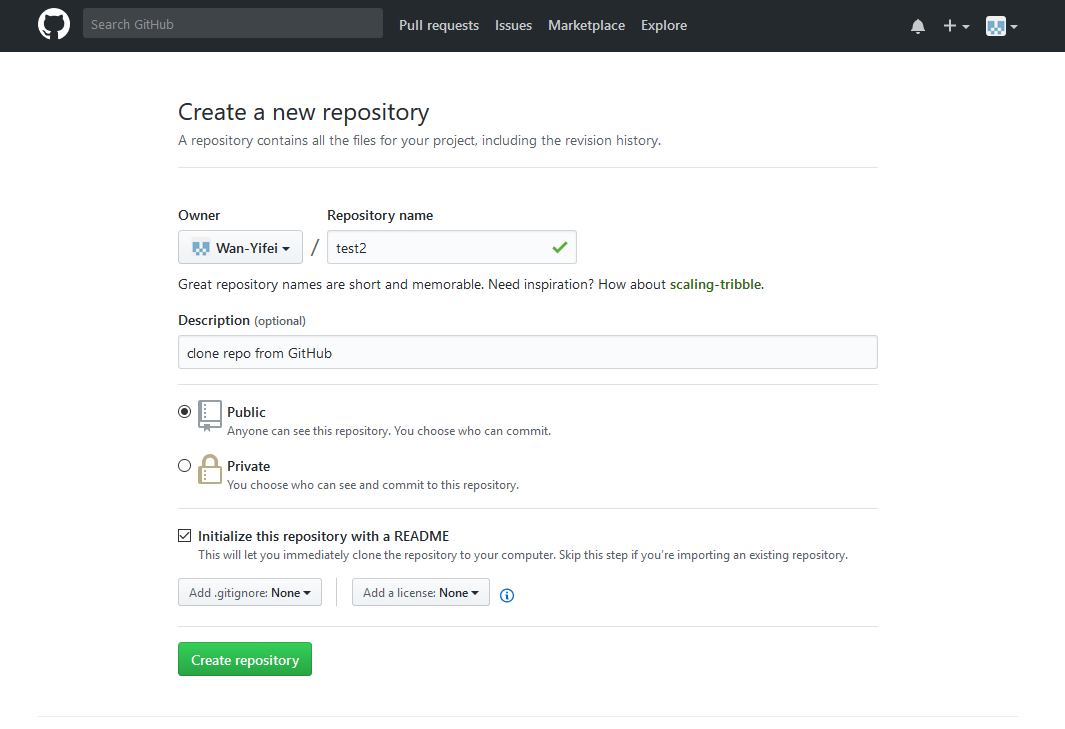 Search GitHub Pull requests Issues Marketplace Explore
Create a new repository
A repository contains all the files for your project, including the revision history.
Owner Repository name
Wan-Yifei / test2
Great repository names are short and memorable. Need inspiration? How about scaling-tribble.
Description (optional)
clone repo from GitHub
Public
Anyone can see this repository. You choose who can commit.
Private
You choose who can see and commit to this repository.
Initialize this repository with a README
This will let you immediately clone the repository to your computer. Skip this step if you're importing an existing repository.
Add .gitignore: None Add a license: None
Create repository